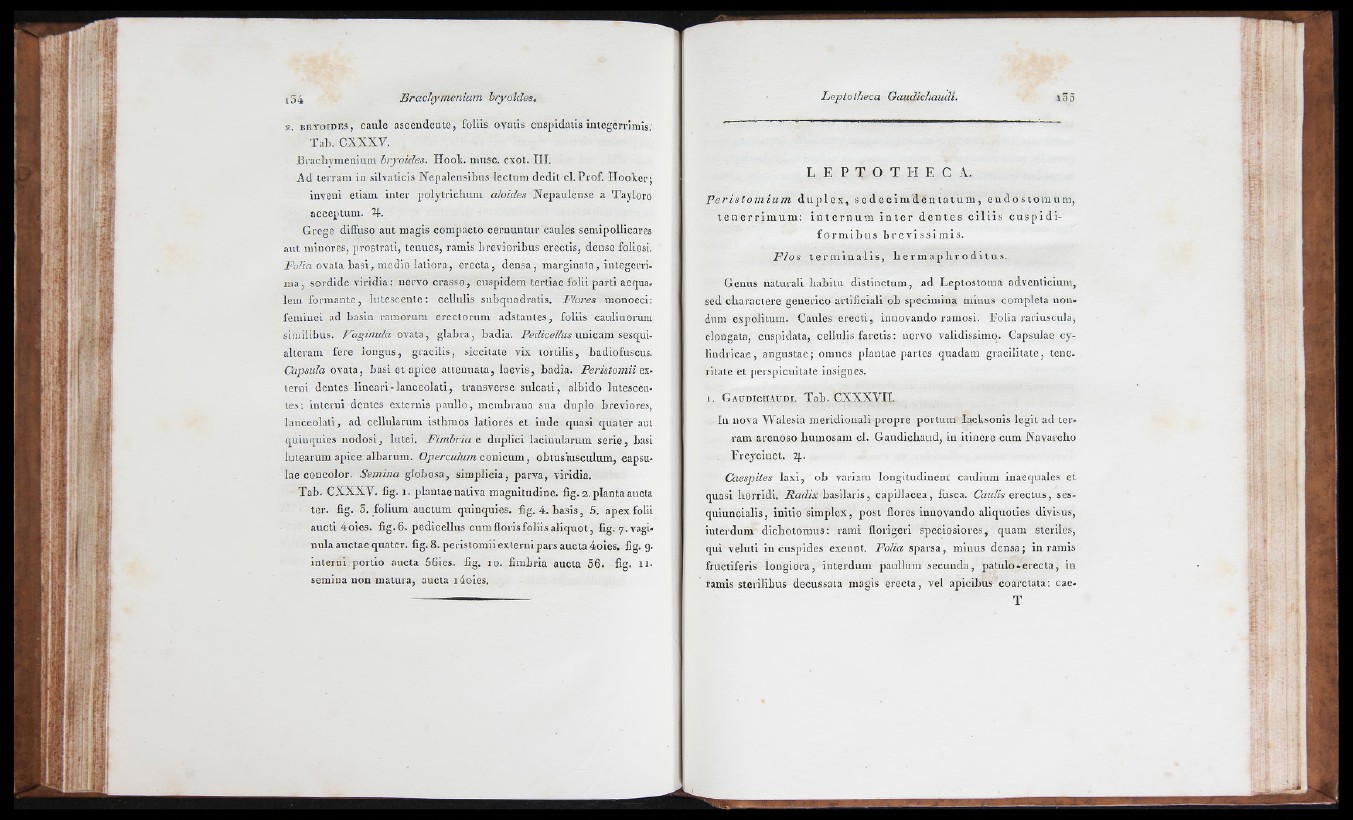 134 Brachymenium bryoides.
2. BRYOIDES, caule ascendente, foliis ovatis cuspidatis integerrimis.
Tab. CXXXV.
Brachymenium bryoides. Hook. musc. exot. III.
Ad terram in silvaticis Nepalensibus lectum dedit cl. Prof. Hooker;
inveni etiam inter polytrichum aloides Nepaulense a Tayloro
acceptum. ♃.
Grege diffuso aut magis compacto cernuntur caules semipollicares
aut minores, prostrati, tenues, ramis brevioribus erectis, dense foliosi.
Folia ovata basi, medio latiora, erecta, densa, marginata, integerri-
ma, sordide viridia: nervo crasso, cuspidem tertiae folii parti aequa-
lem formante, lutescente: cellulis subquadratis. Flores monoeci:
feminei ad basin ramorum erectorum adstantes, foliis caulinorum
similibus. Vaginula ovata, glabra, badia. Pedicellus unicam sesqui-
alteram fere longus, gracilis, siccitate vix tortilis, badiofuscus.
Capsula ovata, basi et apice attenuata, laevis, badia. Peristomii ex-
terni dentes lineari-lanceolati, transverse sulcati, albido lutescen-
tes: interni dentes externis paullo, membrana sua duplo breviores,
lanceolati, ad cellularum isthmos latiores et inde quasi quater aut
quinquies nodosi, lutei. Fimbria e duplici lacinularum serie, basi
lutearum apice albarum. Operculum conicum, obtusiusculum, capsu-
lae concolor. Semina globosa, simplicia, parva, viridia.
Tab. CXXXV. fig. 1. plantae nativa magnitudine. fig. 2. planta aucta
ter. fig. 3. folium auctum quinquies. fig. 4. basis, 5. apex folii
aucti 40ies. fig. 6. pedicellus cum floris foliis aliquot, fig. 7. vagi-
nula auctae quater. fig. 8. peristomii externi pars aucta 40ies. fig. 9.
interni portio aucta 56ies. fig. 10. fimbria aucta 56. fig. 11.
semina non matura, aucta 140ies.
Leptotheca Gaudichaudi. 135
LEPTOTHECA.
Peristomium duplex, sedecimdentatum, endostomum,
tenerrimum: internum inter dentes ciliis cuspidi-
formibus brevissimis.
Flos terminalis, hermaphroditus.
Genus naturali habitu distinctum, ad Leptostoma adventicium,
sed charactere generico artificiali ob specimina minus completa non-
dum expolitum. Caules erecti, innovando ramosi. Folia rariuscula,
elongata, cuspidata, cellulis farctis: nervo validissimo. Capsulae cy-
lindricae, angustae; omnes plantae partes quadam gracilitate, tene-
ritate et perspicuitate insignes.
1. GAUDICHAUDI. Tab. CXXXVII.
In nova Walesia meridionali propre portum Iacksonis legit ad ter-
ram arenoso humosam cl. Gaudichaud, in itinere cum Navarcho
Freycinet. ♃.
Caespites laxi, ob variam longitudinem caulium inaequales et
quasi horridi. Radix basilaris, capillacea, fusca. Caulis erectus, ses-
quiuncialis, initio simplex, post flores innovando aliquoties divisus,
interdum dichotomus: rami florigeri speciosiores, quam steriles,
qui veluti in cuspides exeunt. Folia sparsa, minus densa; in ramis
fructiferis longiora, interdum paullum secunda, patulo-erecta, in
ramis sterilibus decussata magis erecta, vel apicibus coarctata: cae-
T